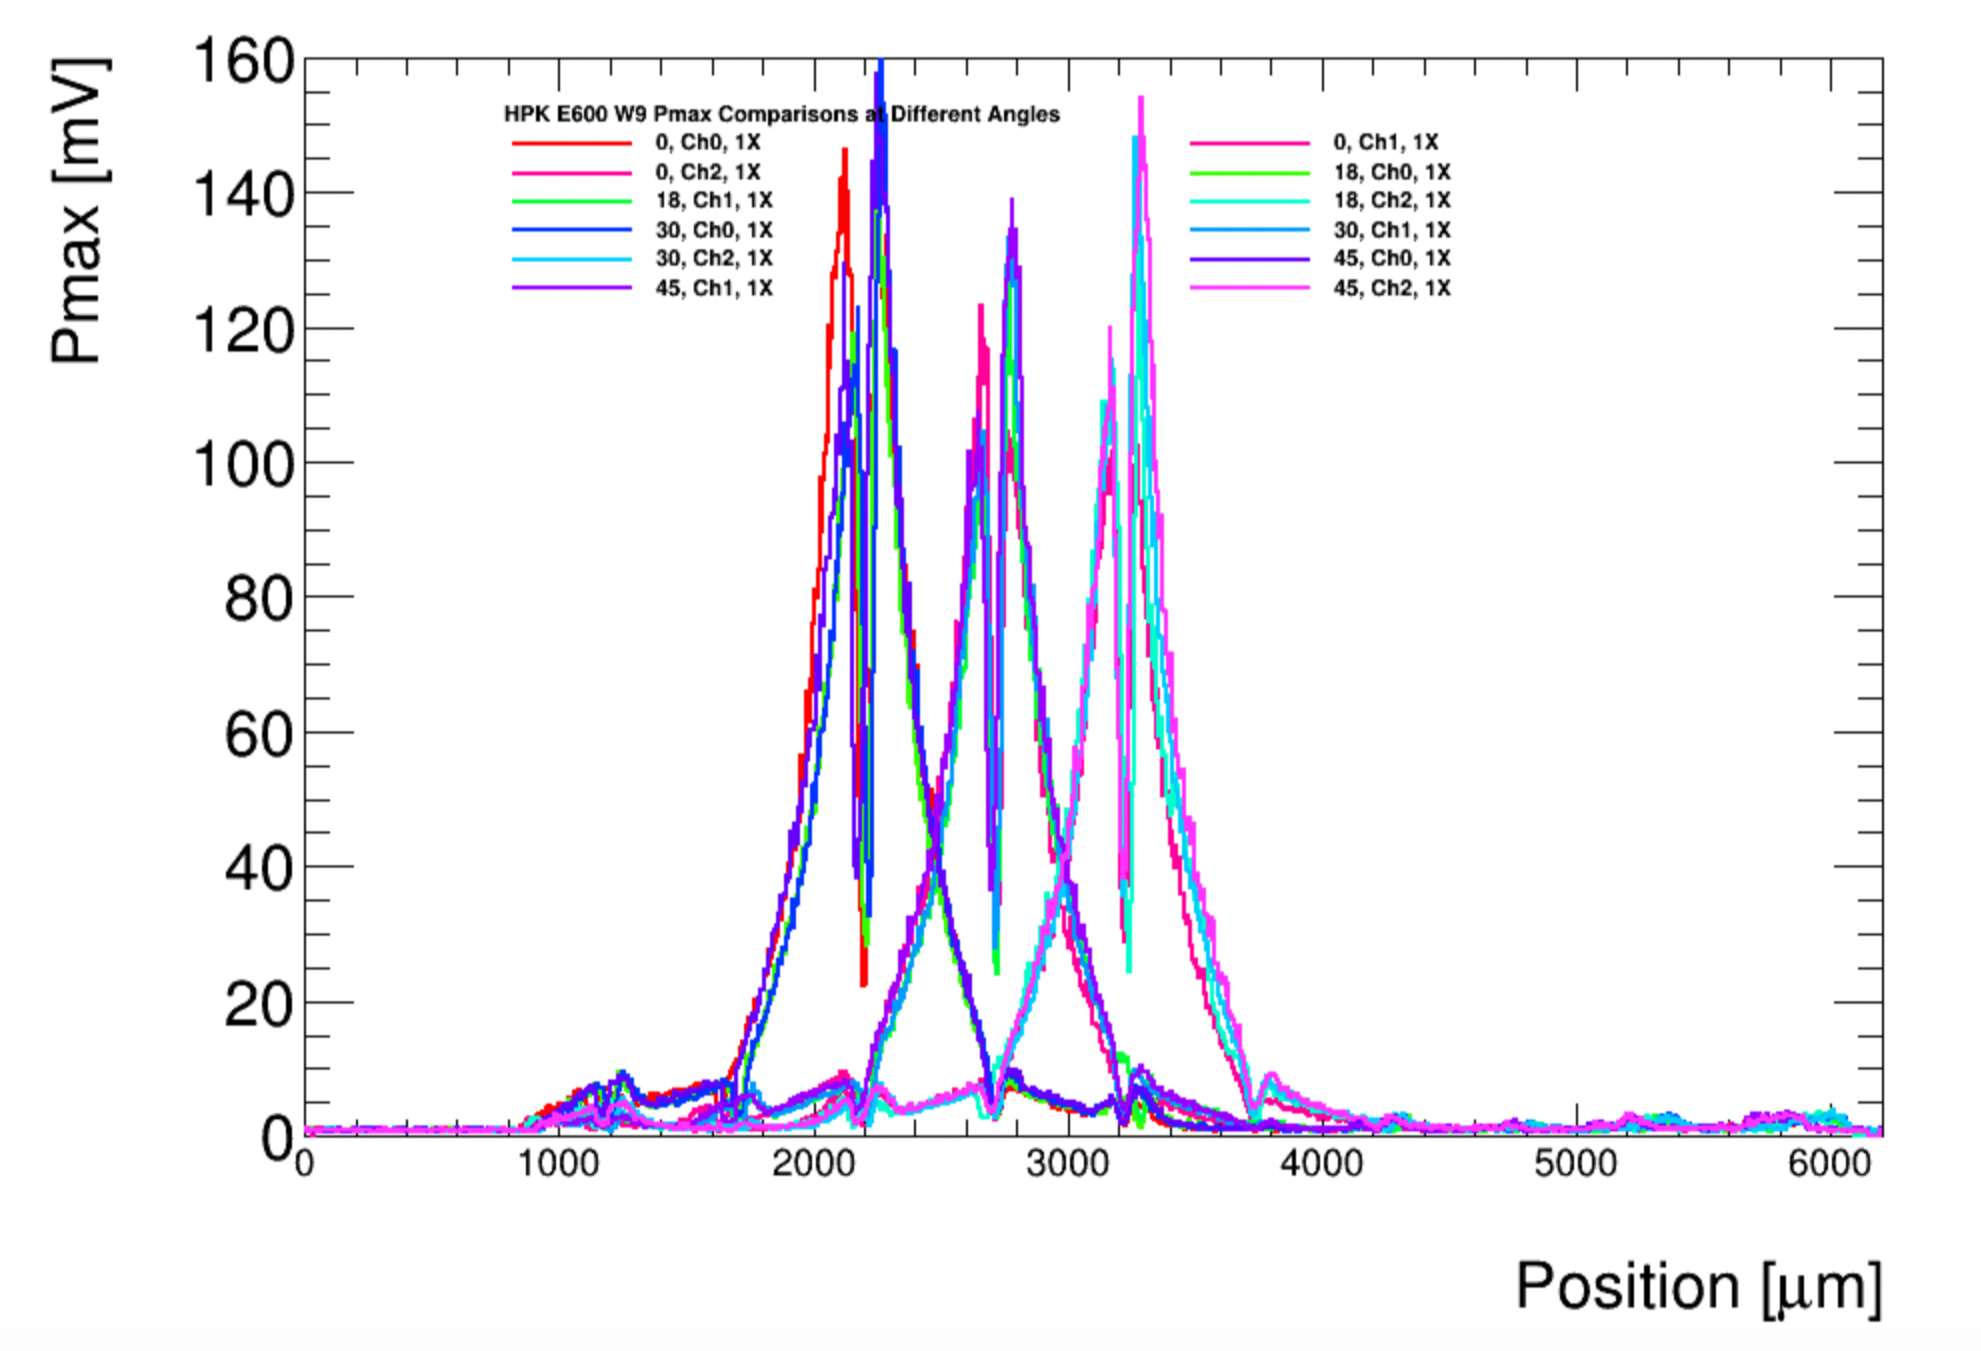 Pmax [mV]
160
140
120
100
80
60
40
20
0
HPK E600 W9 Pmax Comparisons at Different Angles
0, Ch0, 1X
0, Ch1, 1X
0, Ch2, 1X
18, Ch0, 1X
18, Ch1, 1X
18, Ch2, 1X
30, Ch0, 1X
30, Ch1, 1X
30, Ch2, 1X
45, Ch0, 1X
45, Ch1, 1X
45, Ch2, 1X
0 1000 2000 3000 4000 5000 6000
Position [μm]